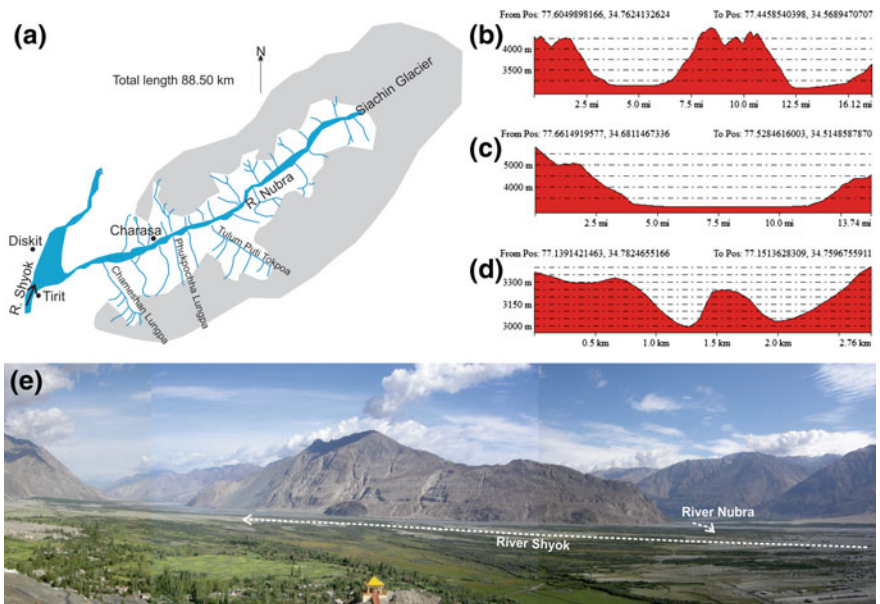 (a)
N
Total length 88.50 km
Siachin Glacier
R. Nubra
Charasa
Diskit
R. Shyok
Tirit
Chameshan Lungpa
Phukpochha Lungpa
Tulum Puti Tokpoa
(b)
From Pos: 77.6049898166, 34.7624132624 To Pos: 77.4458540398, 34.5689470707
4000 m
3500 m
2.5 mi 5.0 mi 7.5 mi 10.0 mi 12.5 mi 16.12 mi
(c)
From Pos: 77.6614919577, 34.6811467336 To Pos: 77.5284616003, 34.5148587870
5000 m
4000 m
2.5 mi 5.0 mi 7.5 mi 10.0 mi 13.74 mi
(d)
From Pos: 77.1391421463, 34.7824655166 To Pos: 77.1513628309, 34.7596755911
3300 m
3150 m
3000 m
0.5 km 1.0 km 1.5 km 2.0 km 2.76 km
(e)
River Nubra
River Shyok